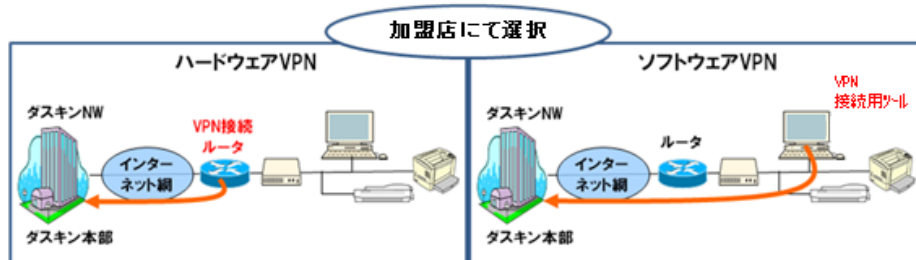 加盟店にて選択
ハードウェアVPN
ダスキンNW
VPN接続
ルータ
インター
ネット網
ダスキン本部
ソフトウェアVPN
VPN
接続用ツール
ダスキンNW
ルータ
インター
ネット網
ダスキン本部